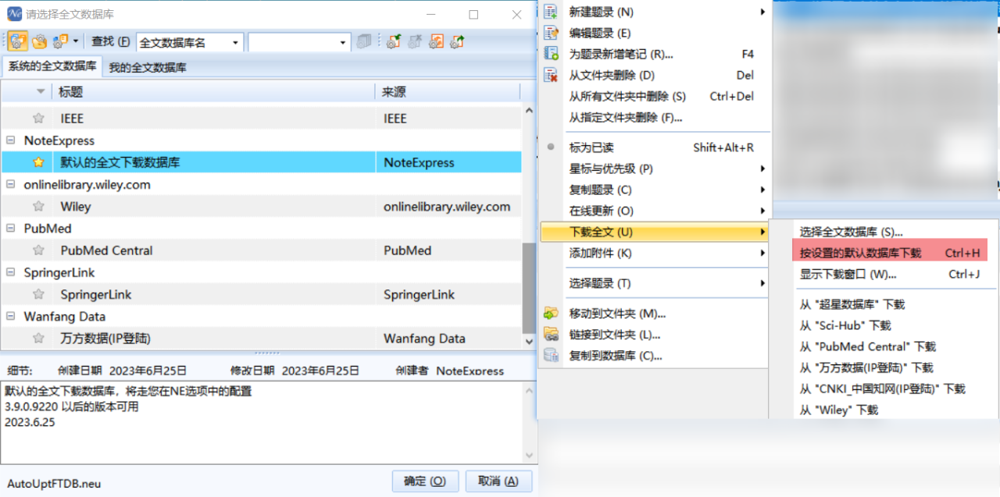 请选择全文数据库
查找 (F) 全文数据库名
系统的全文数据库 我的全文数据库
标题 来源
IEEE IEEE
NoteExpress
默认的全文下载数据库 NoteExpress
onlinelibrary.wiley.com
Wiley onlinelibrary.wiley.com
PubMed
PubMed Central PubMed
SpringerLink
SpringerLink SpringerLink
Wanfang Data
万方数据(IP登陆) Wanfang Data
细节: 创建日期 2023年6月25日 修改日期 2023年6月25日 创建者 NoteExpress
默认的全文下载数据库，将走您在NE选项中的配置
3.9.0.9220 以后的版本可用
2023.6.25
AutoUptFTDB.neu 确定 (O) 取消 (A)
新建题录 (N)
编辑题录 (E)
为题录新增笔记 (R)... F4
从文件夹删除 (D) Del
从所有文件夹中删除 (S) Ctrl+Del
从指定文件夹删除 (F)...
标为已读 Shift+Alt+R
星标与优先级 (P)
复制题录 (C)
在线更新 (O)
下载全文 (U)
添加附件 (K)
选择题录 (T)
移动到文件夹 (M)...
链接到文件夹 (L)...
复制到数据库 (C)...
选择全文数据库 (S)...
按设置的默认数据库下载 Ctrl+H
显示下载窗口 (W)... Ctrl+J
从 "超星数据库" 下载
从 "Sci-Hub" 下载
从 "PubMed Central" 下载
从 "万方数据(IP登陆)" 下载
从 "CNKI_中国知网(IP登陆)" 下载
从 "Wiley" 下载